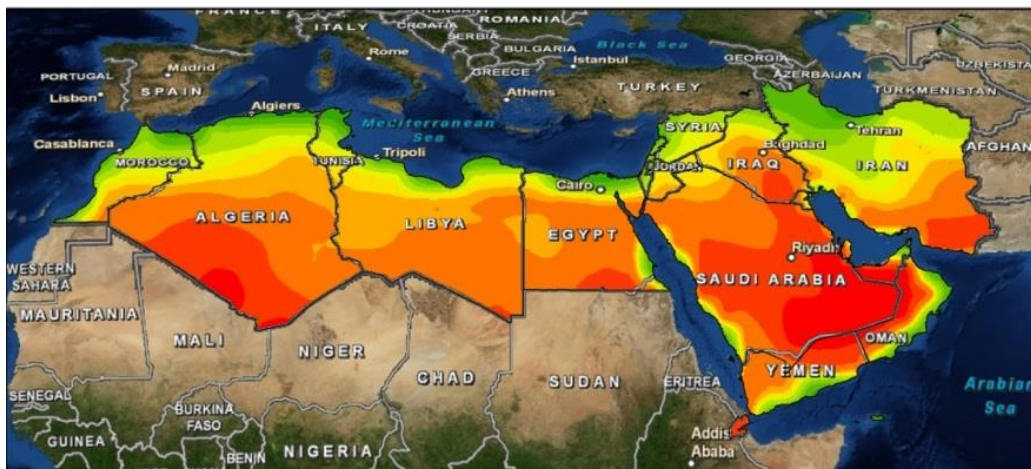 FRANCE
ITALY
CROATIA
ROMANIA
SERBIA
Black Sea
BULGARIA
GEORGIA
UZBEKISTAN
PORTUGAL
Madrid
Rome
Istanbul
AZERBAIJAN
SPAIN
GREECE
TURKEY
TURKMENISTAN
Lisbon
Athens
Algiers
Mediterranean
Sea
SYRIA
Tehran
Casablanca
Tripoli
Baghdad
AFGHAN
MOROCCO
TUNISIA
JORDAN
IRAQ
IRAN
Cairo
ALGERIA
LIBYA
EGYPT
Riyadh
WESTERN
SAHARA
SAUDI ARABIA
MAURITANIA
MALI
NIGER
CHAD
SUDAN
OMAN
YEMEN
ERITREA
Arabian
Sea
SENEGAL
BURKINA
FASO
GUINEA
BENIN
NIGERIA
Addis
Ababa